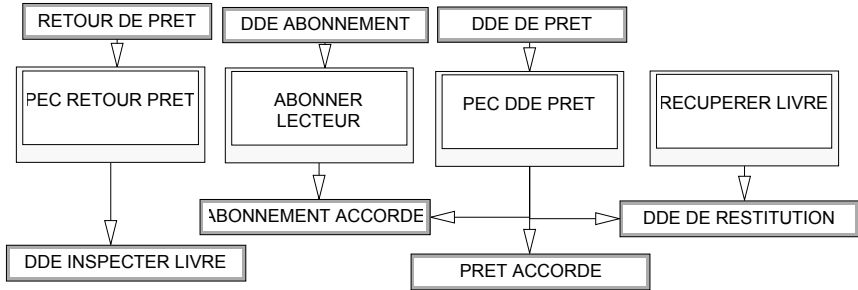 RETOUR DE PRET
DDE ABONNEMENT
DDE DE PRET
PEC RETOUR PRET
ABONNER
LECTEUR
PEC DDE PRET
RECUPERER LIVRE
ABONNEMENT ACCORDE
DDE DE RESTITUTION
DDE INSPECTER LIVRE
PRET ACCORDE